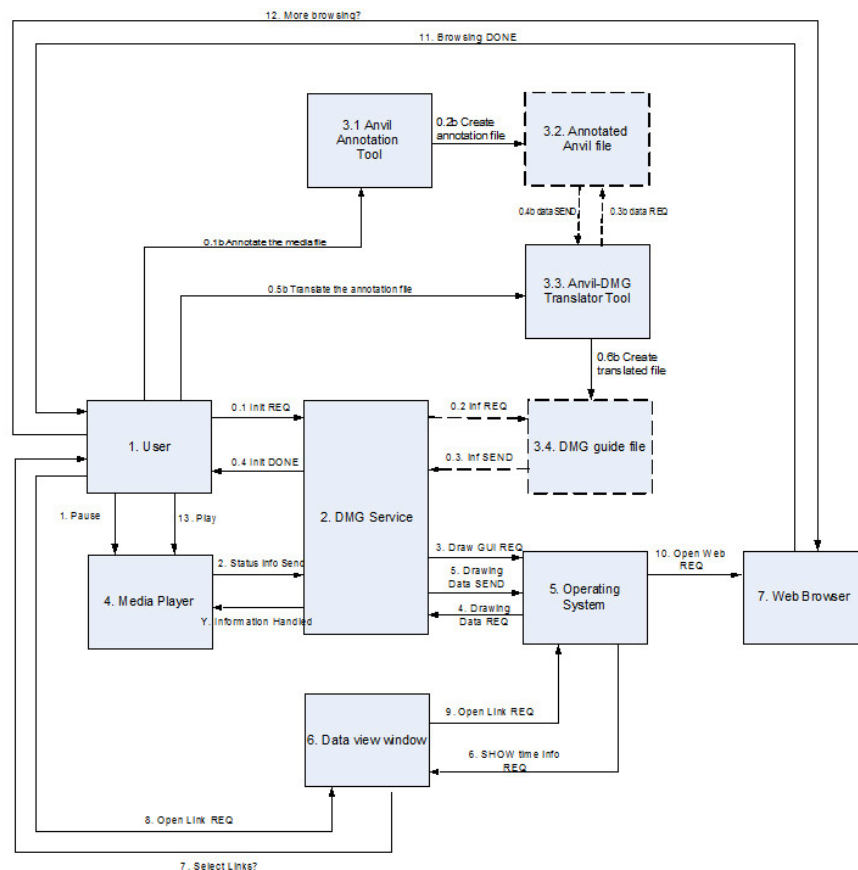 12. More browsing?
11. Browsing DONE
3.1 Anvil
Annotation
Tool
0.2b Create
annotation file
3.2. Annotated
Anvil file
0.4b data SEND
0.3b data REQ
0.1b Annotate the media file
0.5b Translate the annotation file
3.3. Anvil-DMG
Translator Tool
0.6b Create
translated file
1. User
0.1 Init REQ
0.4 Init DONE
2. DMG Service
0.2 Inf REQ
0.3. Inf SEND
3.4. DMG guide file
1. Pause
13. Play
4. Media Player
2. Status Info Send
Y. Information Handled
3. Draw GUI REQ
5. Drawing
Data SEND
4. Drawing
Data REQ
5. Operating
System
10. Open Web
REQ
7. Web Browser
6. Data view window
9. Open Link REQ
6. SHOW time info
REQ
8. Open Link REQ
7. Select Links?